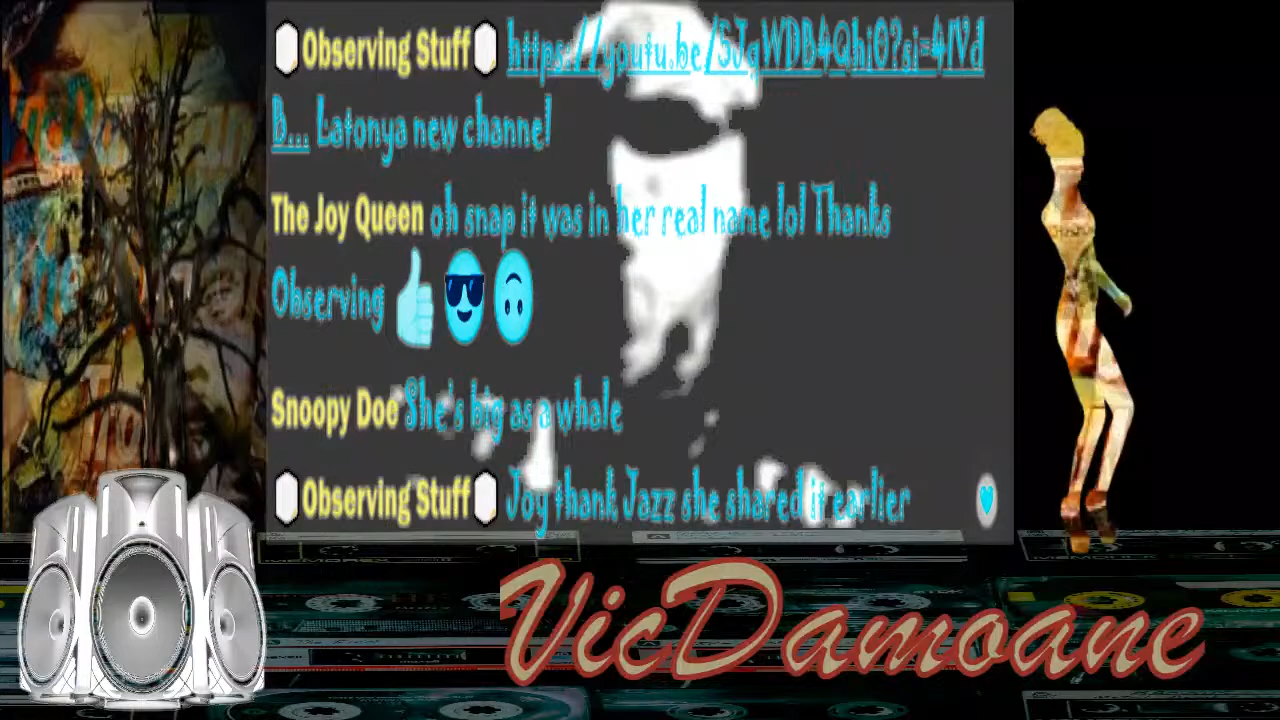 Observing Stuff https://youtu.be/5JqWDB4Qhi0?si=4IVd
B... Latonya new channel
The Joy Queen oh snap it was in her real name lol Thanks
Observing 👍😎🙃
Snoopy Doe She's big as a whale
Observing Stuff Joy thank Jazz she shared it earlier
VicDamoane